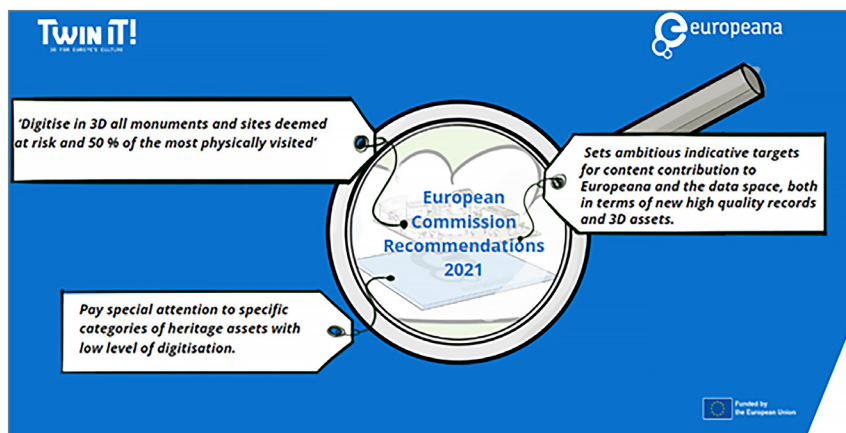 TWIN iT!
3D FOR EUROPE'S CULTURE
europeana
'Digitise in 3D all monuments and sites deemed
at risk and 50 % of the most physically visited'
European
Commission
Recommendations
2021
Sets ambitious indicative targets
for content contribution to
Europeana and the data space, both
in terms of new high quality records
and 3D assets.
Pay special attention to specific
categories of heritage assets with
low level of digitisation.
Funded by
the European Union